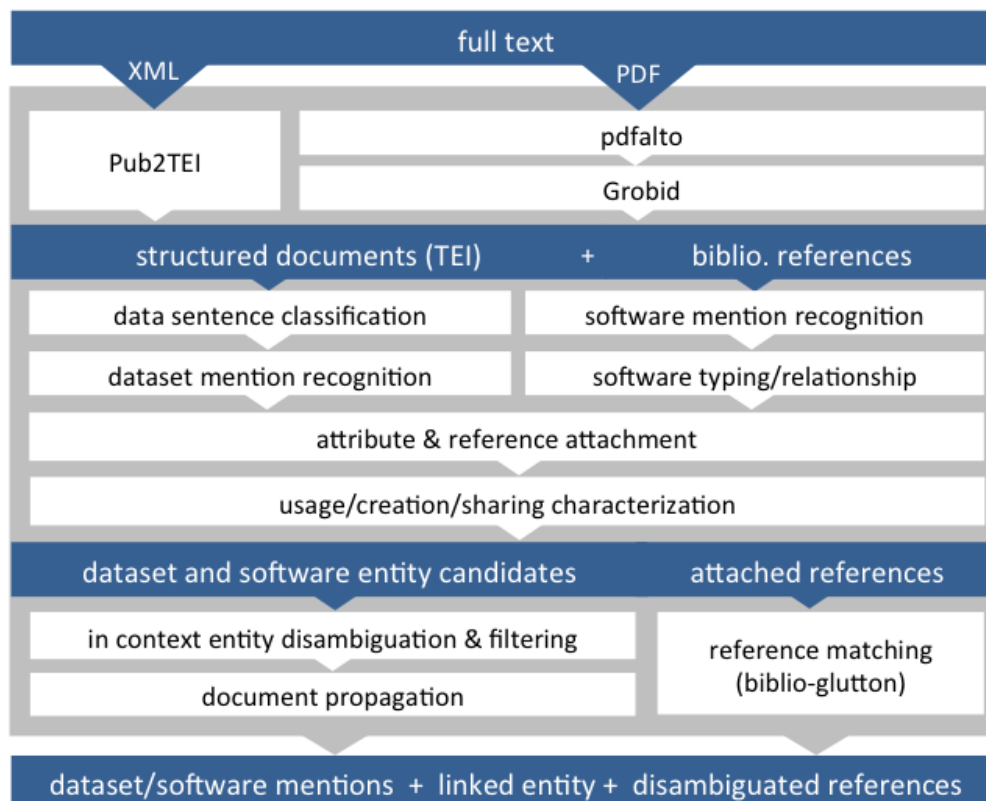 full text
XML
PDF
Pub2TEI
pdfalto
Grobid
structured documents (TEI) + biblio. references
data sentence classification
software mention recognition
dataset mention recognition
software typing/relationship
attribute & reference attachment
usage/creation/sharing characterization
dataset and software entity candidates
attached references
in context entity disambiguation & filtering
document propagation
reference matching
(biblio-glutton)
dataset/software mentions + linked entity + disambiguated references